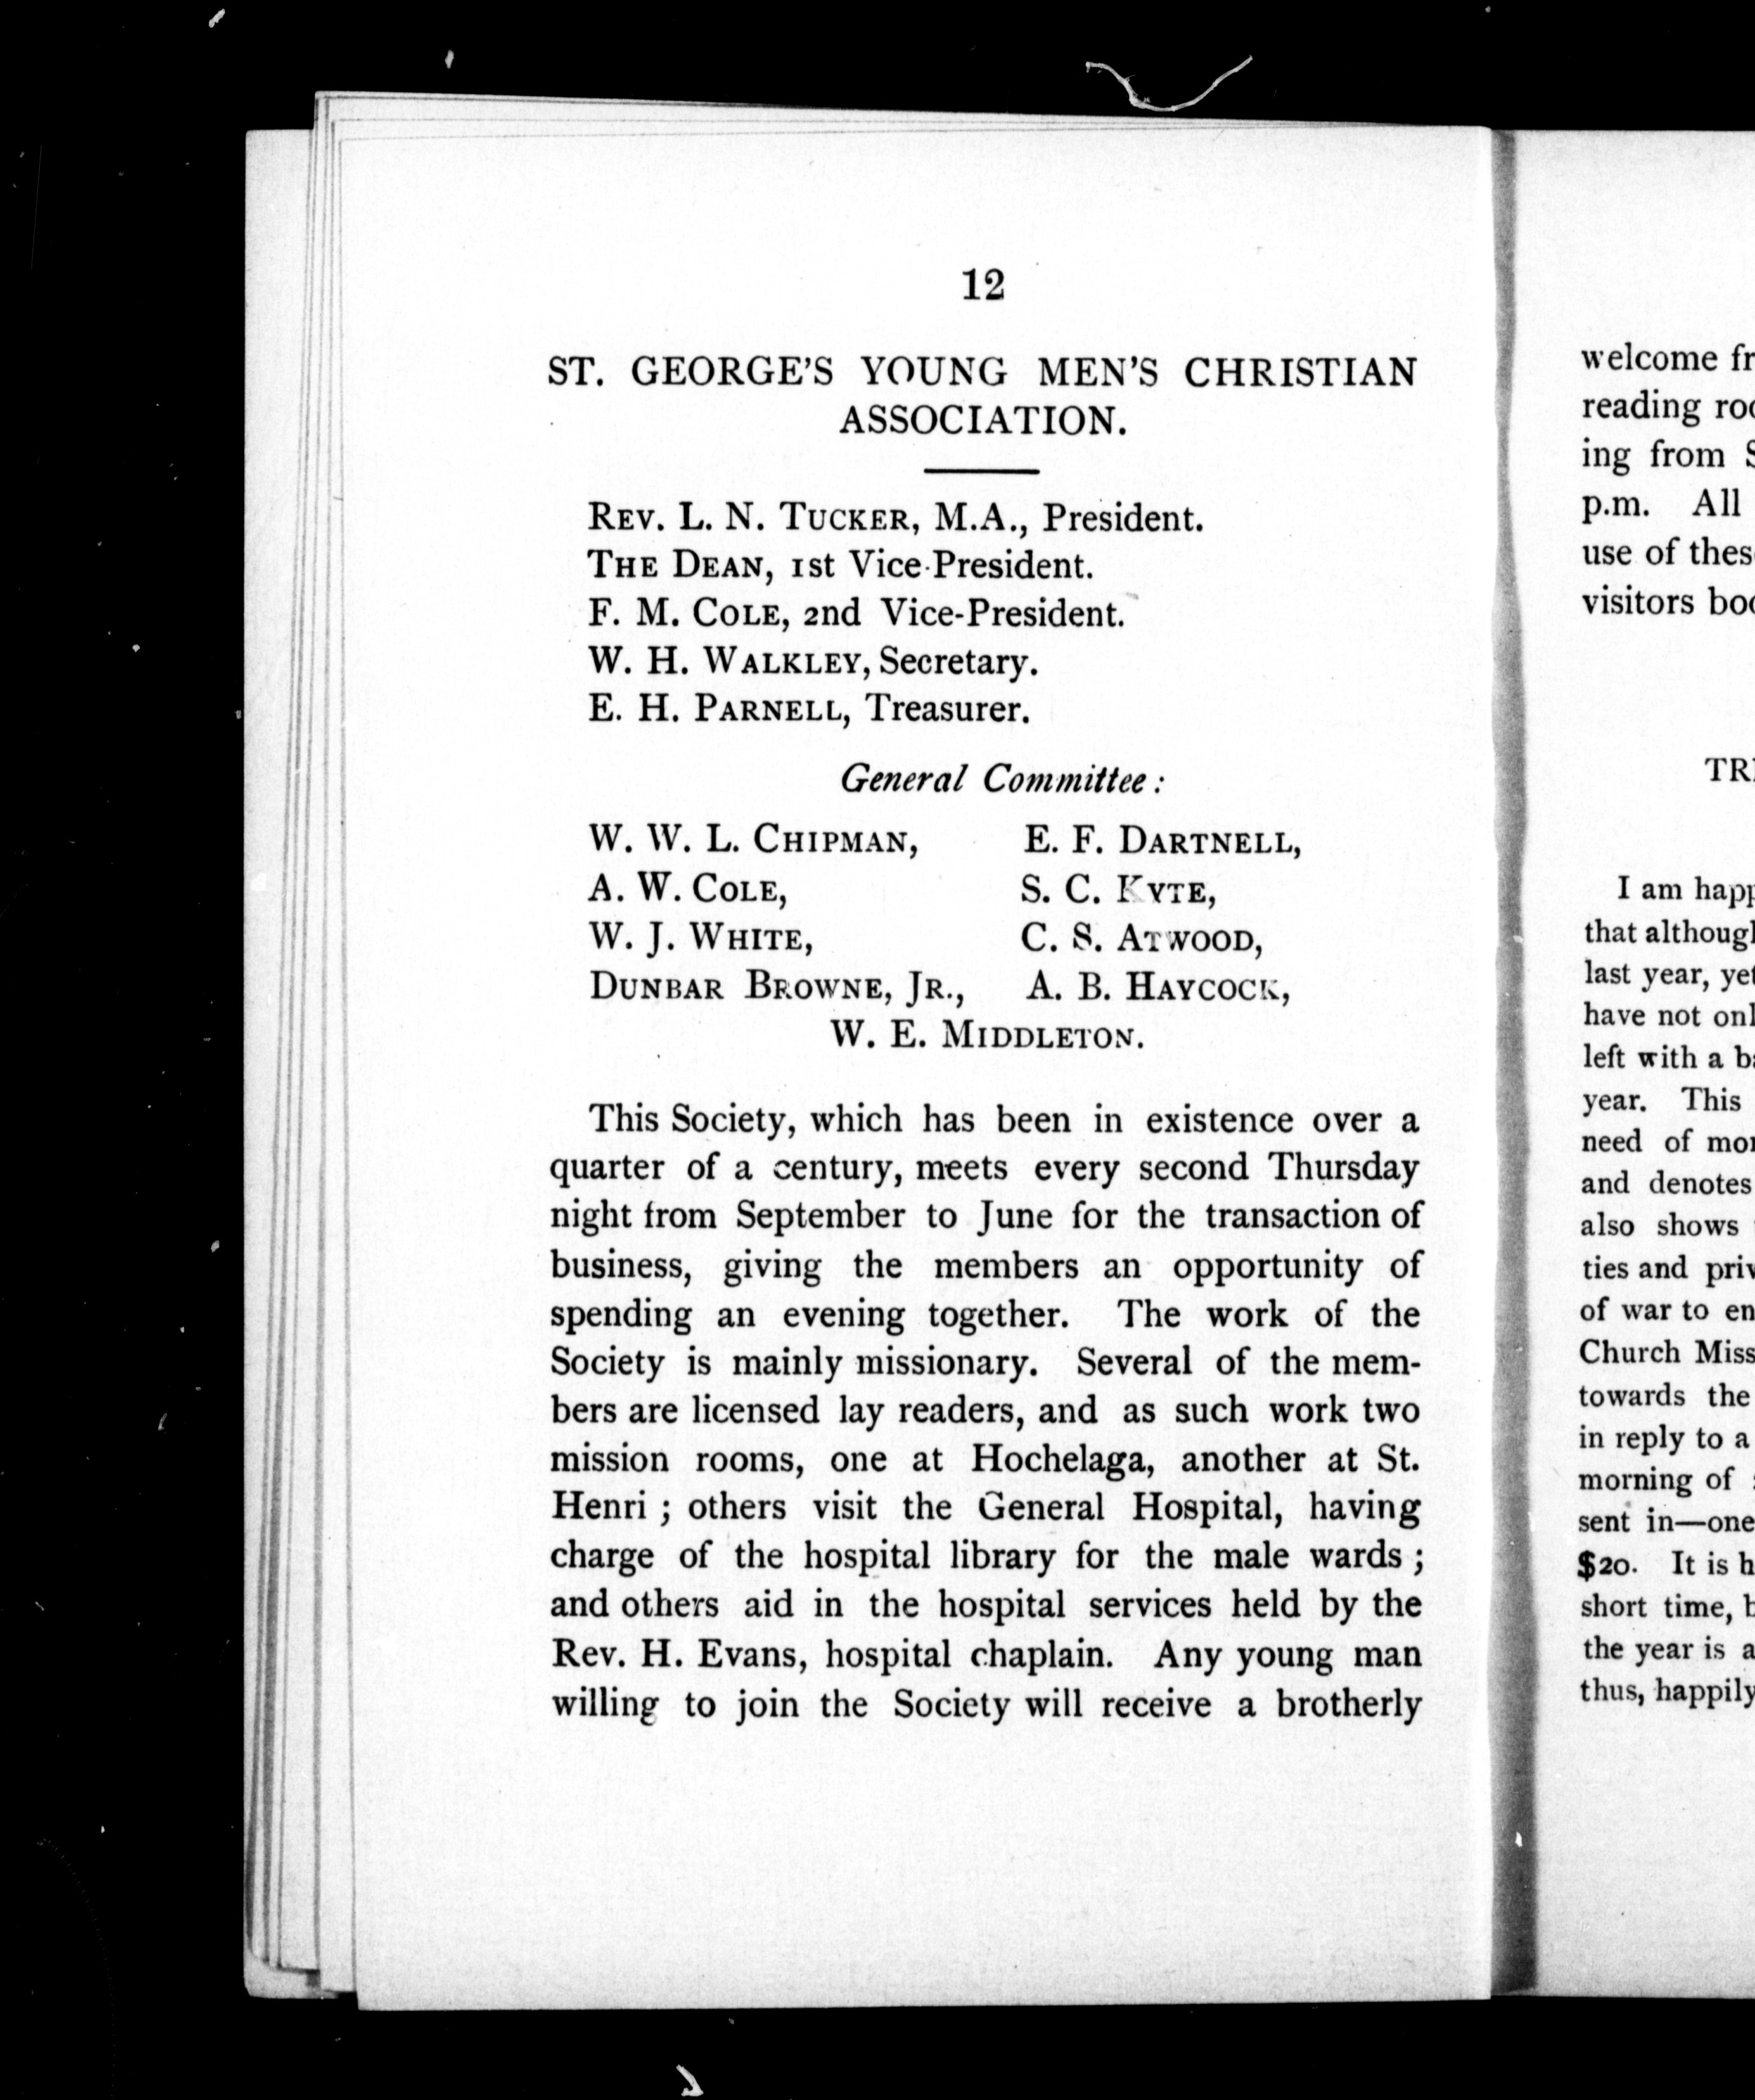 12
ST. GEORGE'S YOUNG MEN'S CHRISTIAN
ASSOCIATION.
REV. L. N. TUCKER, M.A., President.
THE DEAN, 1st Vice-President.
F. M. COLE, 2nd Vice-President.
W. H. WALKLEY, Secretary.
E. H. PARNELL, Treasurer.
General Committee :
W. W. L. CHIPMAN, E. F. DARTNELL,
A. W. COLE, S. C. KYTE,
W. J. WHITE, C. S. ATWOOD,
DUNBAR BROWNE, JR., A. B. HAYCOCK,
W. E. MIDDLETON.
This Society, which has been in existence over a
quarter of a century, meets every second Thursday
night from September to June for the transaction of
business, giving the members an opportunity of
spending an evening together. The work of the
Society is mainly missionary. Several of the mem-
bers are licensed lay readers, and as such work two
mission rooms, one at Hochelaga, another at St.
Henri ; others visit the General Hospital, having
charge of the hospital library for the male wards ;
and others aid in the hospital services held by the
Rev. H. Evans, hospital chaplain. Any young man
willing to join the Society will receive a brotherly
welcome
reading
ing from
p.m. All
use of
visitors
I am
that
last year,
have not
left with a
year. This
need of
and denotes
also shows
ties and
of war to
Church
towards the
in reply to a
morning of
sent in—one
$20. It is
short time,
the year is
thus, happily